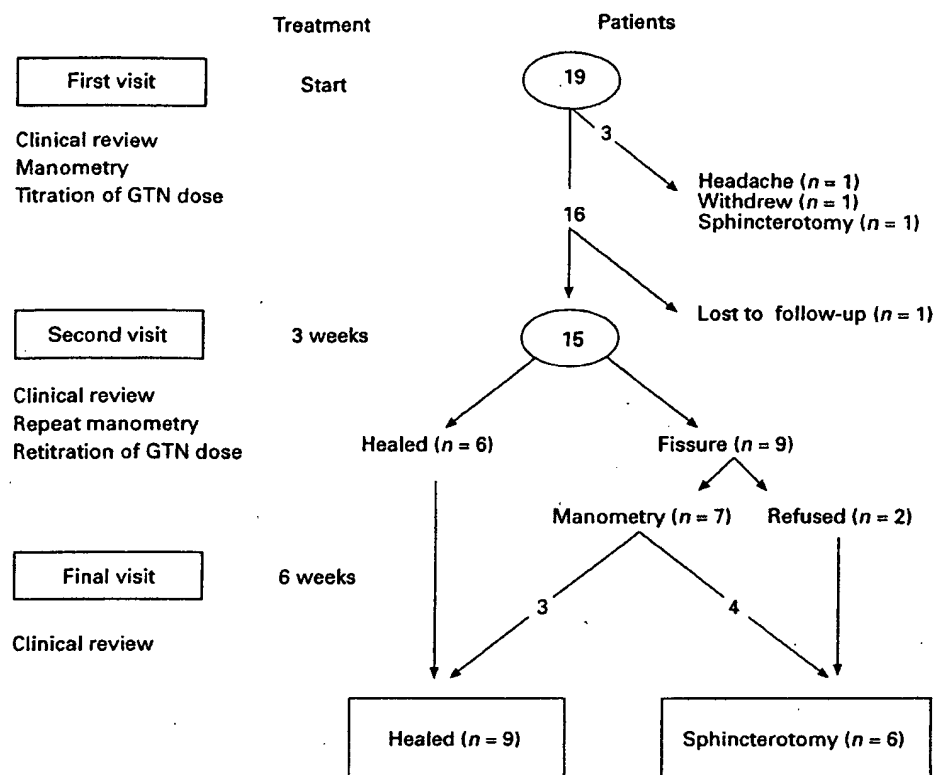 Treatment
Patients
First visit
Start
19
Clinical review
Manometry
Titration of GTN dose
3
Headache (n = 1)
Withdrew (n = 1)
Sphincterotomy (n = 1)
16
Lost to follow-up (n = 1)
Second visit
3 weeks
15
Clinical review
Repeat manometry
Retitration of GTN dose
Healed (n = 6)
Fissure (n = 9)
Manometry (n = 7)
Refused (n = 2)
Final visit
6 weeks
3
4
Clinical review
Healed (n = 9)
Sphincterotomy (n = 6)